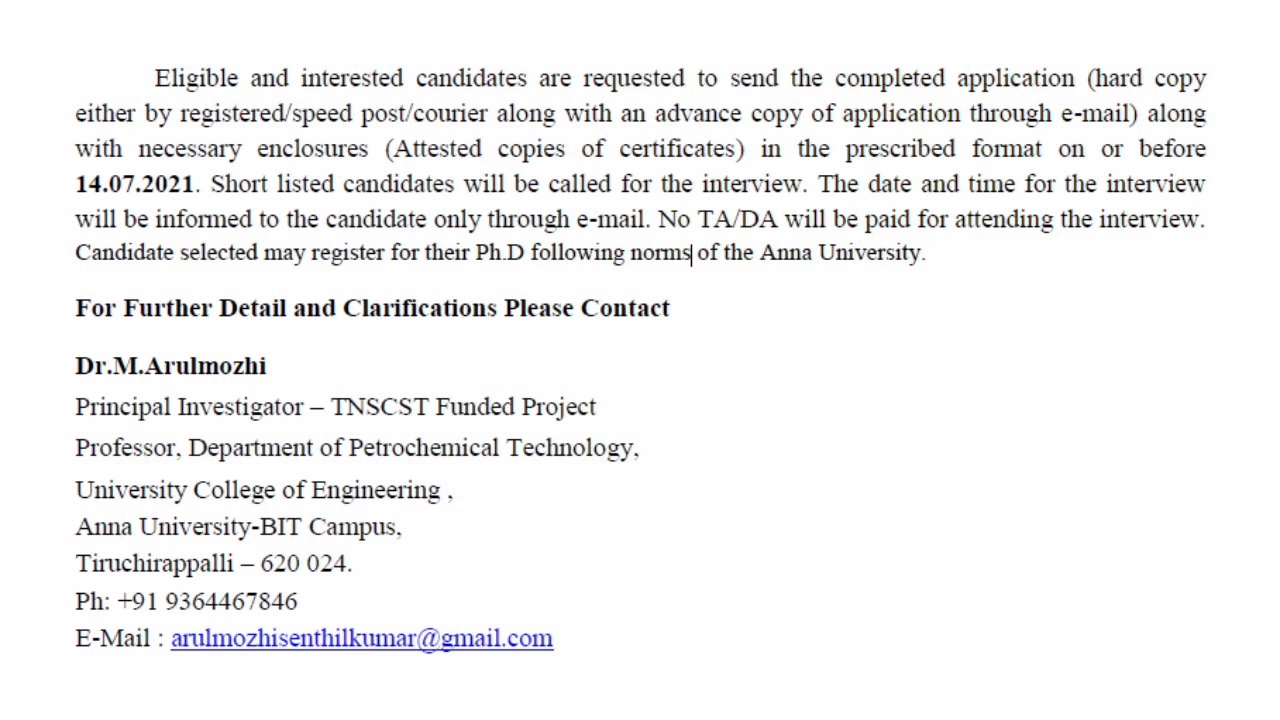 Eligible and interested candidates are requested to send the completed application (hard copy
either by registered/speed post/courier along with an advance copy of application through e-mail) along
with necessary enclosures (Attested copies of certificates) in the prescribed format on or before
14.07.2021. Short listed candidates will be called for the interview. The date and time for the interview
will be informed to the candidate only through e-mail. No TA/DA will be paid for attending the interview.
Candidate selected may register for their Ph.D following norms of the Anna University.
For Further Detail and Clarifications Please Contact
Dr.M.Arulmozhi
Principal Investigator – TNSCST Funded Project
Professor, Department of Petrochemical Technology,
University College of Engineering ,
Anna University-BIT Campus,
Tiruchirappalli – 620 024.
Ph: +91 9364467846
E-Mail : arulmozhisenthilkumar@gmail.com